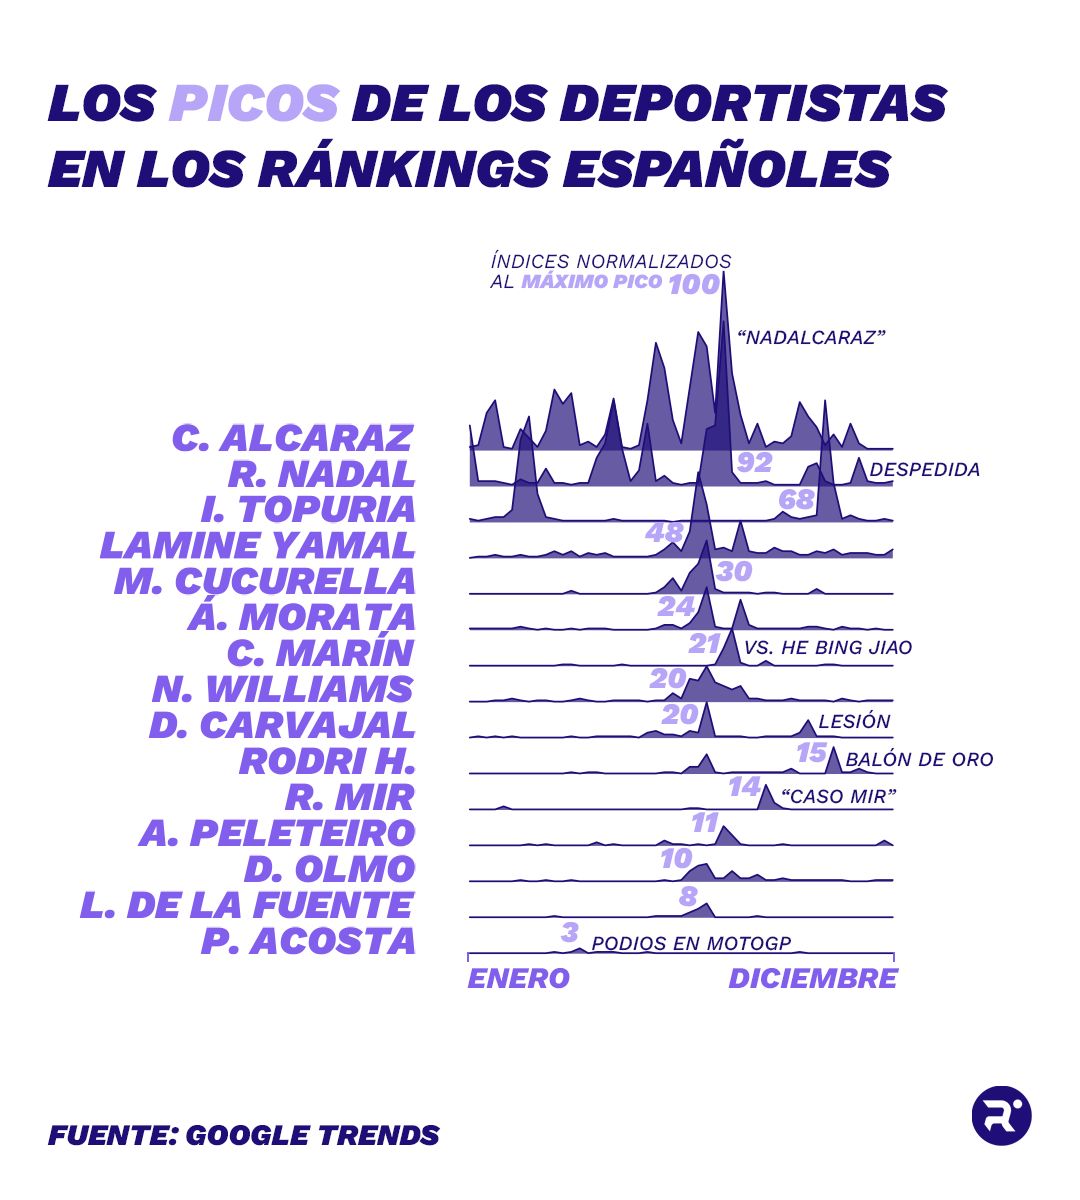 LOS PICOS DE LOS DEPORTISTAS
EN LOS RÁNKINGS ESPAÑOLES
ÍNDICES NORMALIZADOS
AL MÁXIMO PICO 100
"NADALCARAZ"
C. ALCARAZ
92
R. NADAL
DESPEDIDA
68
I. TOPURIA
48
LAMINE YAMAL
30
M. CUCURELLA
24
Á. MORATA
21
VS. HE BING JIAO
C. MARÍN
20
N. WILLIAMS
20
D. CARVAJAL
LESIÓN
15
RODRI H.
BALÓN DE ORO
14
R. MIR
"CASO MIR"
11
A. PELETEIRO
10
D. OLMO
8
L. DE LA FUENTE
3
P. ACOSTA
PODIOS EN MOTOGP
ENERO
DICIEMBRE
FUENTE: GOOGLE TRENDS
R